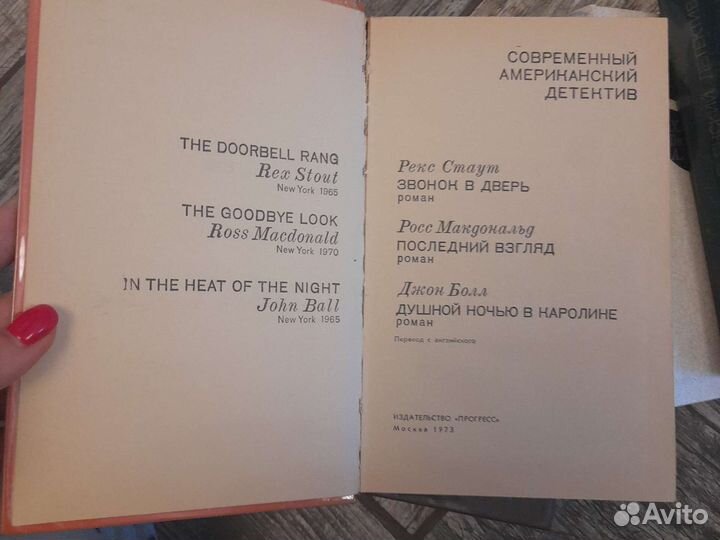 THE DOORBELL RANG
Rex Stout
New York 1965
THE GOODBYE LOOK
Ross Macdonald
New York 1970
IN THE HEAT OF THE NIGHT
John Ball
New York 1965
СОВРЕМЕННЫЙ
АМЕРИКАНСКИЙ
ДЕТЕКТИВ
Рекс Стаут
ЗВОНОК В ДВЕРЬ
роман
Росс Макдональд
ПОСЛЕДНИЙ ВЗГЛЯД
роман
Джон Болл
ДУШНОЙ НОЧЬЮ В КАРОЛИНЕ
роман
Перевод с английского
ИЗДАТЕЛЬСТВО «ПРОГРЕСС»
Москва 1973
Avito